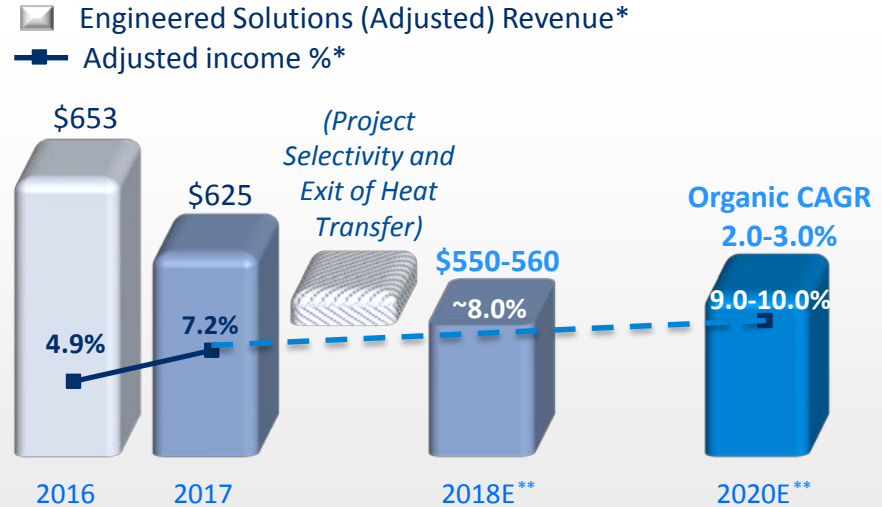 Engineered Solutions (Adjusted) Revenue*
Adjusted income %*
$653
(Project
Selectivity and
Exit of Heat
Transfer)
$625
Organic CAGR
2.0-3.0%
$550-560
~8.0%
9.0-10.0%
7.2%
4.9%
2016
2017
2018E**
2020E**